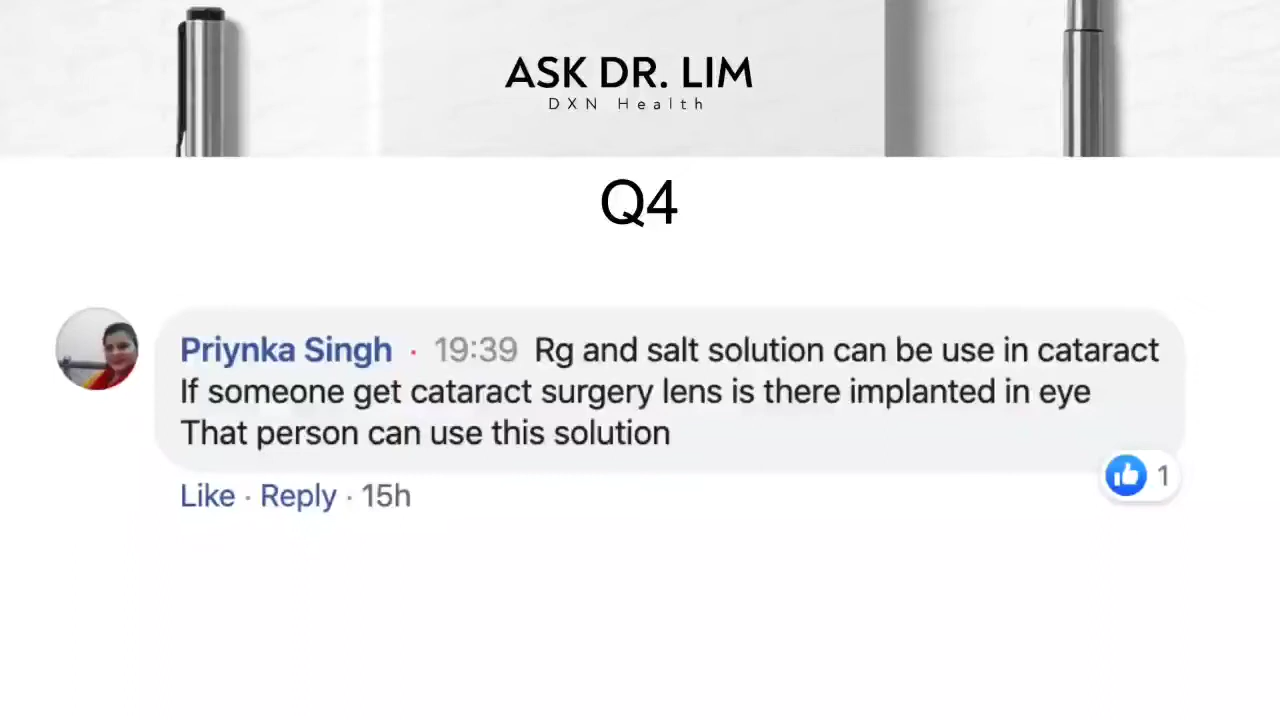 ASK DR. LIM
DXN Health
Q4
Priynka Singh · 19:39 Rg and salt solution can be use in cataract
If someone get cataract surgery lens is there implanted in eye
That person can use this solution
1
Like · Reply · 15h